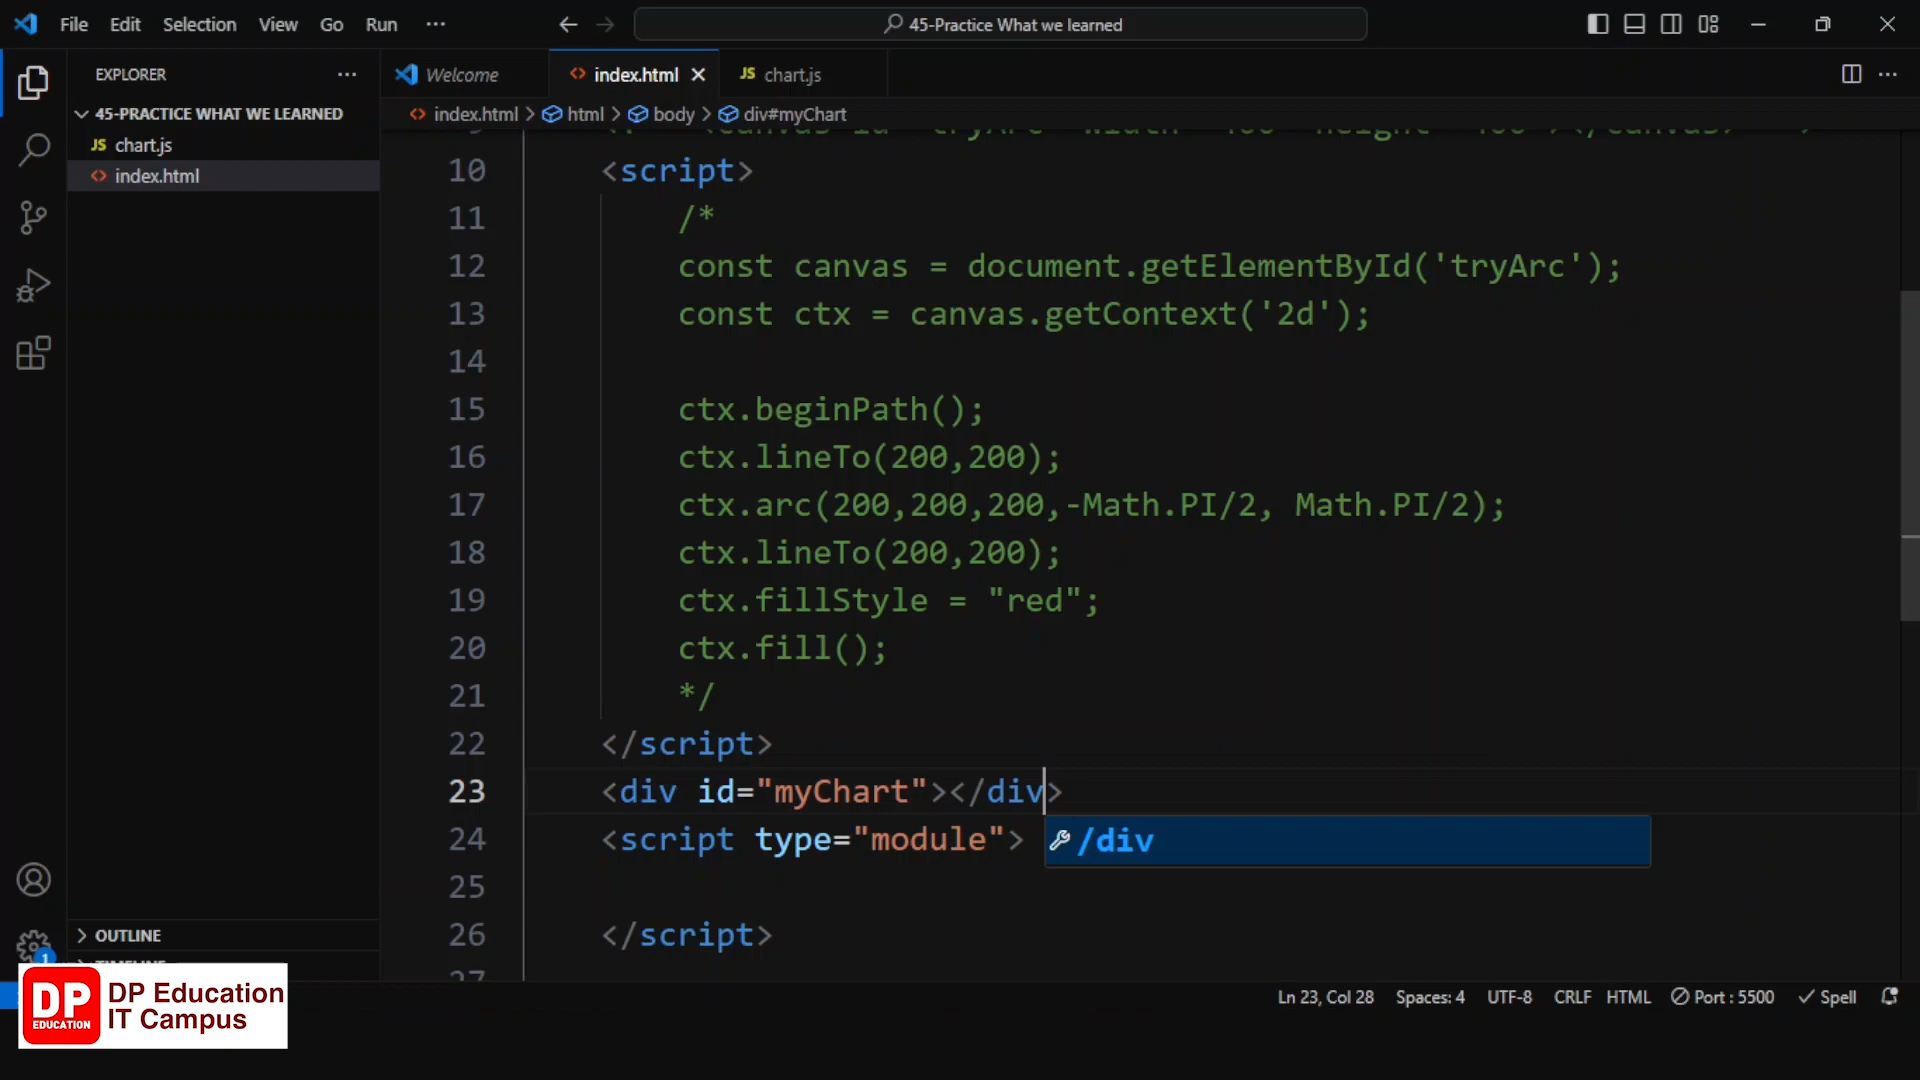 File Edit Selection View Go Run ···
45-Practice What we learned
EXPLORER
45-PRACTICE WHAT WE LEARNED
JS chart.js
<> index.html
OUTLINE
Welcome
<> index.html
JS chart.js
<> index.html > html > body > div#myChart
10 <script>
11 /*
12 const canvas = document.getElementById('tryArc');
13 const ctx = canvas.getContext('2d');
14
15 ctx.beginPath();
16 ctx.lineTo(200,200);
17 ctx.arc(200,200,200,-Math.PI/2, Math.PI/2);
18 ctx.lineTo(200,200);
19 ctx.fillStyle = "red";
20 ctx.fill();
21 */
22 </script>
23 <div id="myChart"></div>
24 <script type="module">
/div
25
26 </script>
1
DP EDUCATION
DP Education
IT Campus
Ln 23, Col 28 Spaces: 4 UTF-8 CRLF HTML Port : 5500 Spell